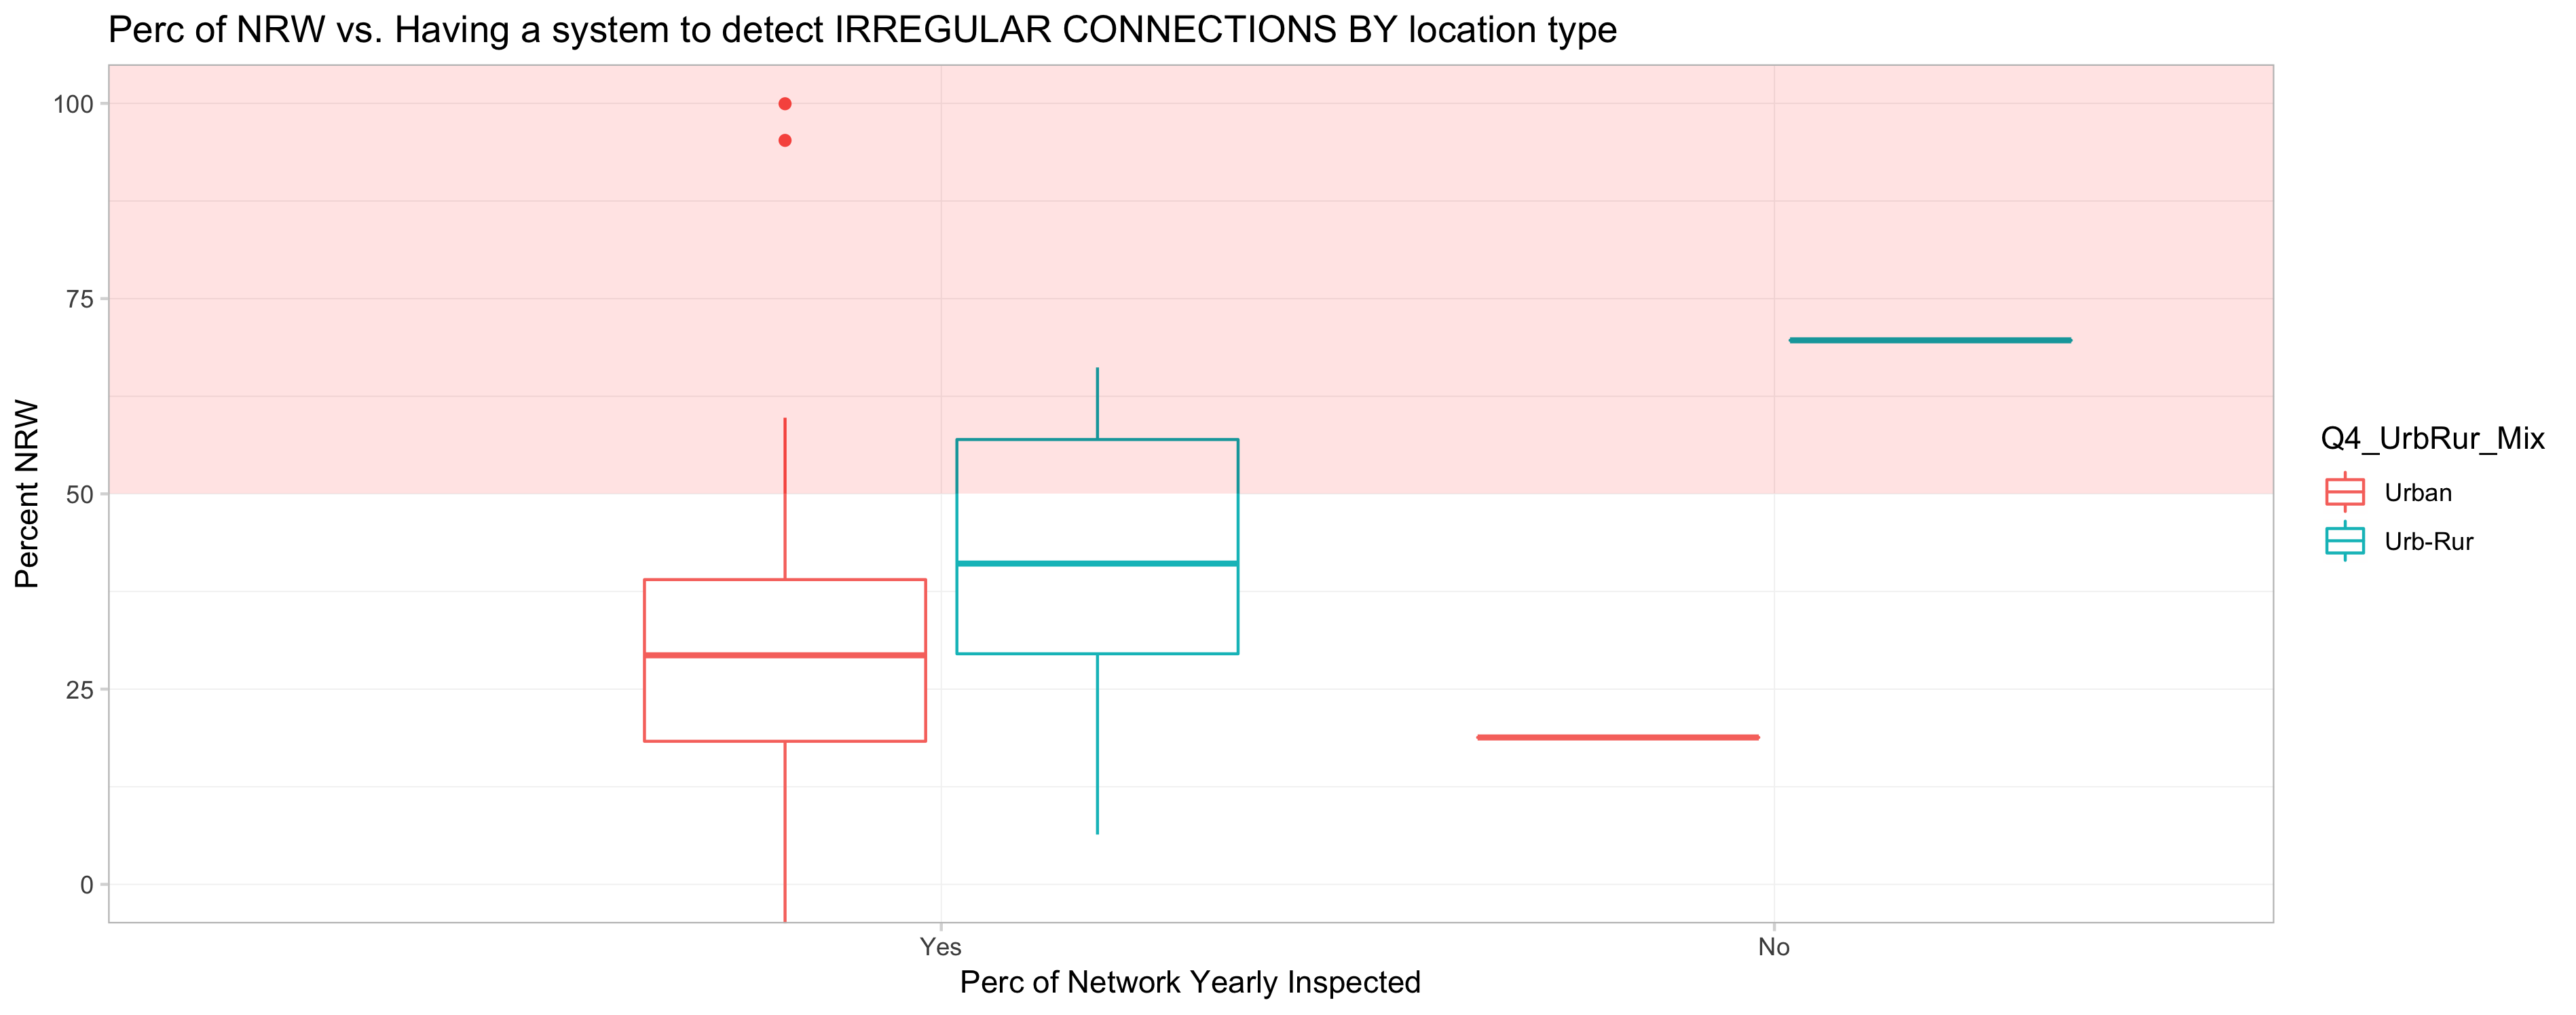 Perc of NRW vs. Having a system to detect IRREGULAR CONNECTIONS BY location type
Percent NRW
100
75
50
25
0
Yes
No
Perc of Network Yearly Inspected
Q4_UrbRur_Mix
Urban
Urb-Rur